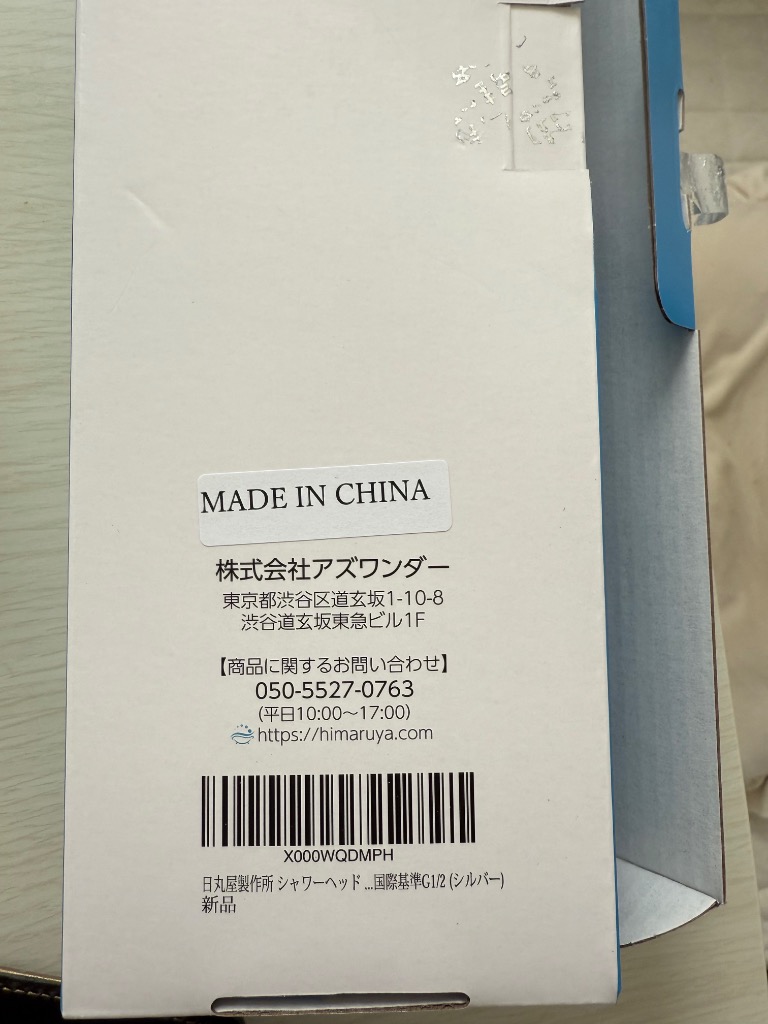 MADE IN CHINA
株式会社アズワンダー
東京都渋谷区道玄坂1-10-8
渋谷道玄坂東急ビル1F
【商品に関するお問い合わせ】
050-5527-0763
(平日10:00〜17:00)
https://himaruya.com
X000WQDMPH
日丸屋製作所 シャワーヘッド ...国際基準G1/2 (シルバー)
新品